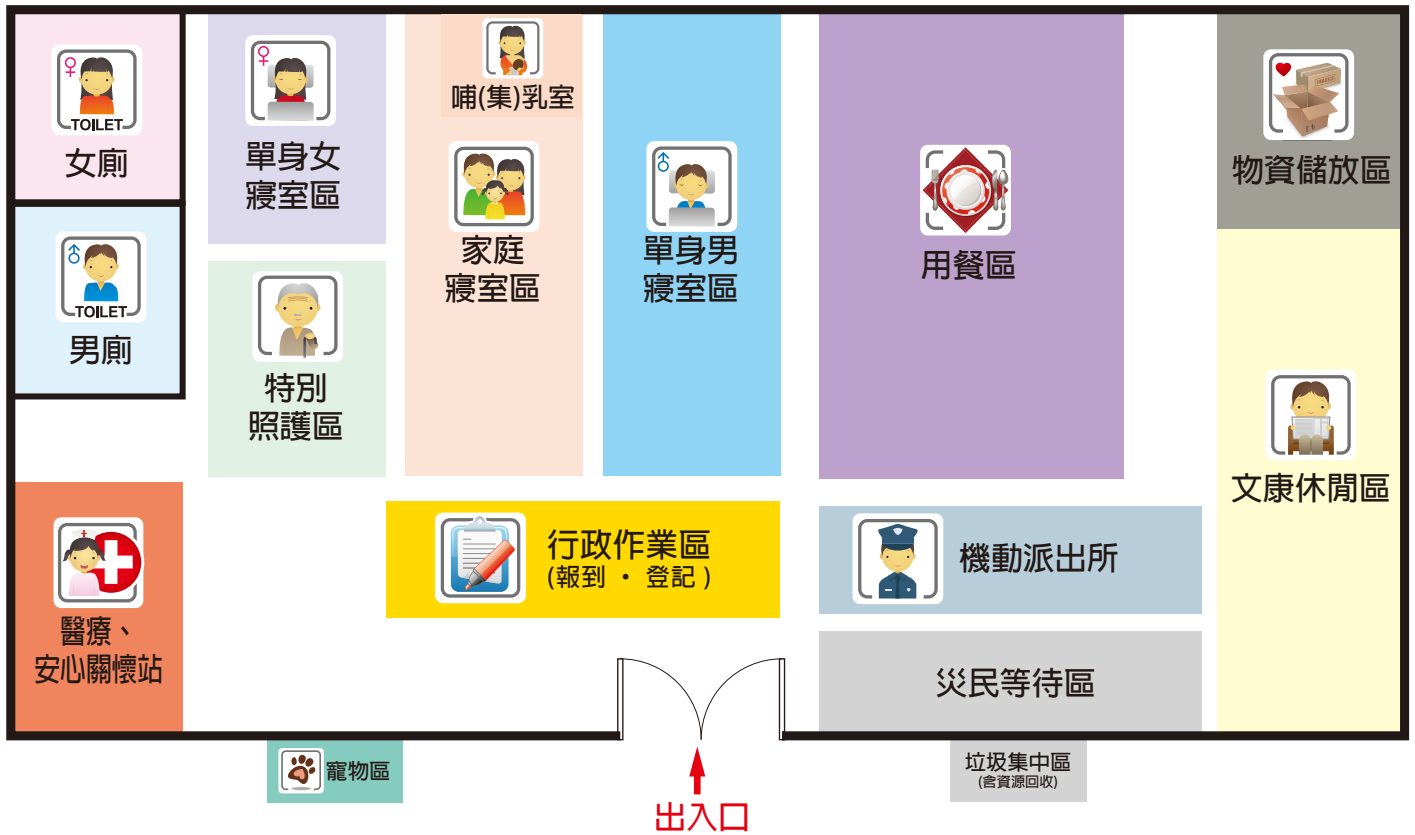 ♀
TOILET
女廁
♂
TOILET
男廁
醫療、
安心關懷站
♀
單身女
寢室區
特別
照護區
哺(集)乳室
家庭
寢室區
♂
單身男
寢室區
用餐區
物資儲放區
文康休閒區
行政作業區
(報到 ・ 登記 )
機動派出所
災民等待區
寵物區
出入口
垃圾集中區
(含資源回收)